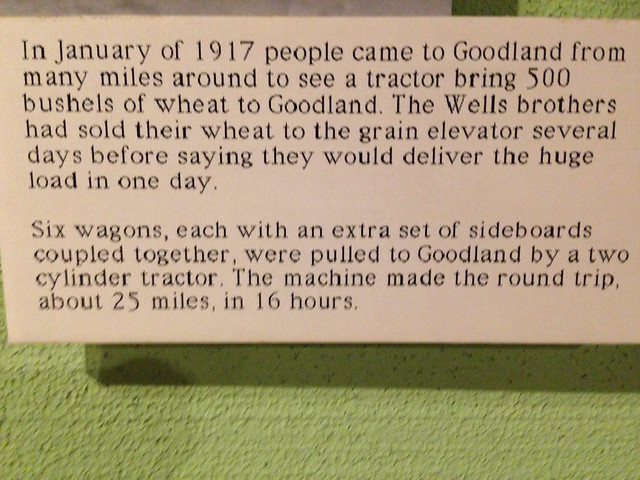 In January of 1917 people came to Goodland from
many miles around to see a tractor bring 500
bushels of wheat to Goodland. The Wells brothers
had sold their wheat to the grain elevator several
days before saying they would deliver the huge
load in one day.
Six wagons, each with an extra set of sideboards
coupled together, were pulled to Goodland by a two
cylinder tractor. The machine made the round trip,
about 25 miles, in 16 hours.